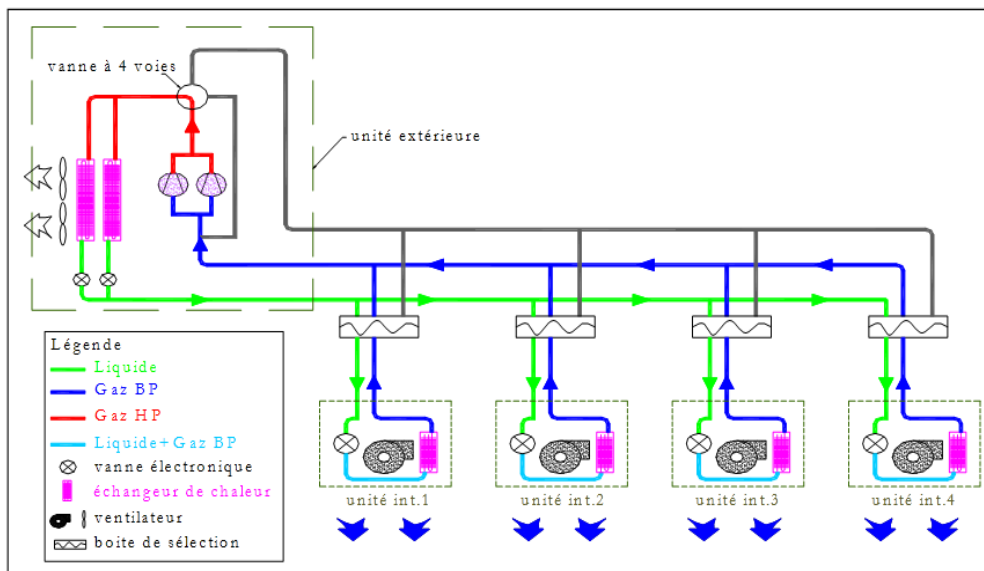 vanne à 4 voies
unité extérieure
Légende
Liquide
Gaz BP
Gaz HP
Liquide+Gaz BP
vanne électronique
échangeur de chaleur
ventilateur
boite de sélection
unité int.1
unité int.2
unité int.3
unité int.4